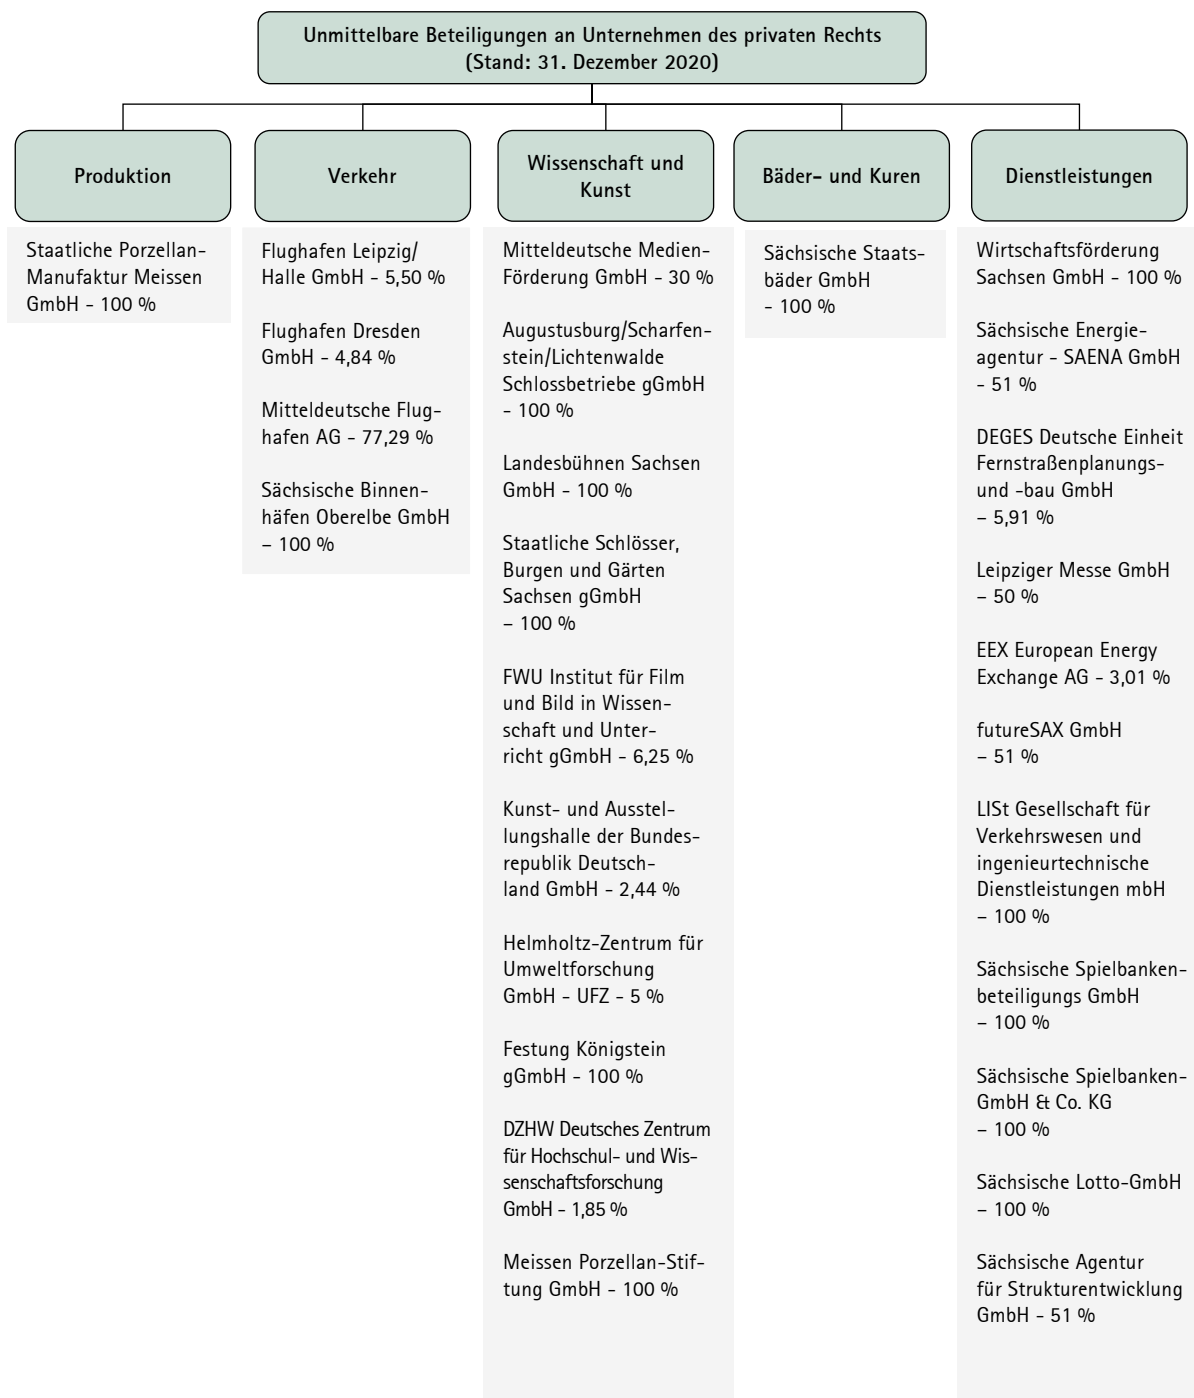 Unmittelbare Beteiligungen an Unternehmen des privaten Rechts
(Stand: 31. Dezember 2020)
Produktion
Staatliche Porzellan-
Manufaktur Meissen
GmbH - 100 %
Verkehr
Flughafen Leipzig/
Halle GmbH - 5,50 %
Flughafen Dresden
GmbH - 4,84 %
Mitteldeutsche Flug-
hafen AG - 77,29 %
Sächsische Binnen-
häfen Oberelbe GmbH
– 100 %
Wissenschaft und
Kunst
Mitteldeutsche Medien-
Förderung GmbH - 30 %
Augustusburg/Scharfen-
stein/Lichtenwalde
Schlossbetriebe gGmbH
- 100 %
Landesbühnen Sachsen
GmbH - 100 %
Staatliche Schlösser,
Burgen und Gärten
Sachsen gGmbH
– 100 %
FWU Institut für Film
und Bild in Wissen-
schaft und Unter-
richt gGmbH - 6,25 %
Kunst- und Ausstel-
lungshalle der Bundes-
republik Deutsch-
land GmbH - 2,44 %
Helmholtz-Zentrum für
Umweltforschung
GmbH - UFZ - 5 %
Festung Königstein
gGmbH - 100 %
DZHW Deutsches Zentrum
für Hochschul- und Wis-
senschaftsforschung
GmbH - 1,85 %
Meissen Porzellan-Stif-
tung GmbH - 100 %
Bäder- und Kuren
Sächsische Staats-
bäder GmbH
- 100 %
Dienstleistungen
Wirtschaftsförderung
Sachsen GmbH - 100 %
Sächsische Energie-
agentur - SAENA GmbH
- 51 %
DEGES Deutsche Einheit
Fernstraßenplanungs-
und -bau GmbH
– 5,91 %
Leipziger Messe GmbH
– 50 %
EEX European Energy
Exchange AG - 3,01 %
futureSAX GmbH
– 51 %
LISt Gesellschaft für
Verkehrswesen und
ingenieurtechnische
Dienstleistungen mbH
– 100 %
Sächsische Spielbanken-
beteiligungs GmbH
– 100 %
Sächsische Spielbanken-
GmbH & Co. KG
– 100 %
Sächsische Lotto-GmbH
– 100 %
Sächsische Agentur
für Strukturentwicklung
GmbH - 51 %